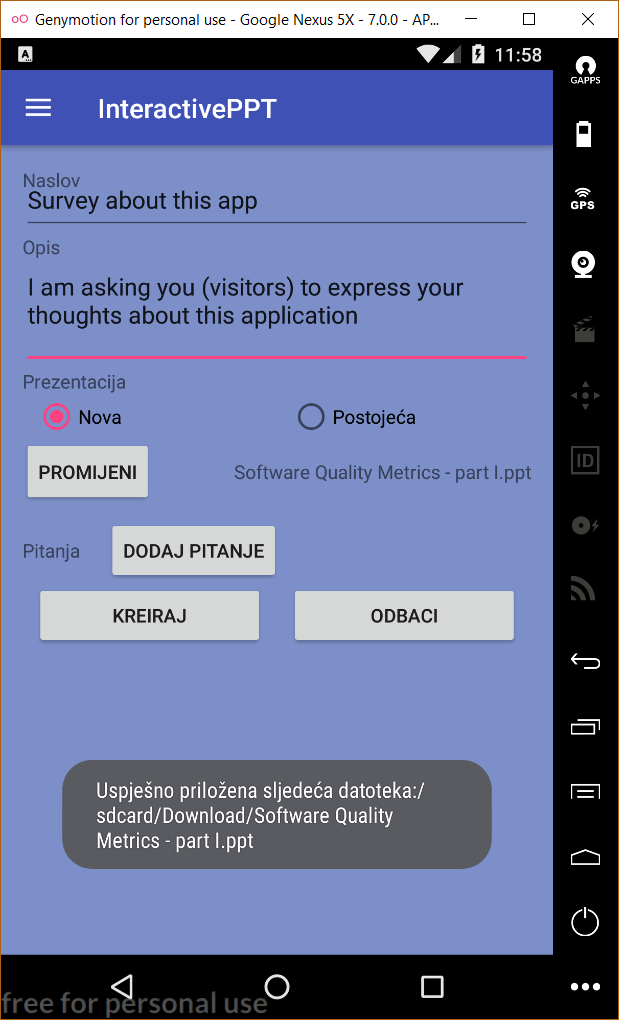 Genymotion for personal use - Google Nexus 5X - 7.0.0 - AP...
A
11:58
GAPPS
InteractivePPT
Naslov
Survey about this app
GPS
Opis
I am asking you (visitors) to express your
thoughts about this application
Prezentacija
Nova Postojeća
PROMIJENI Software Quality Metrics - part I.ppt
ID
Pitanja DODAJ PITANJE
KREIRAJ ODBACI
Uspješno priložena sljedeća datoteka:/
sdcard/Download/Software Quality
Metrics - part I.ppt
free for personal use